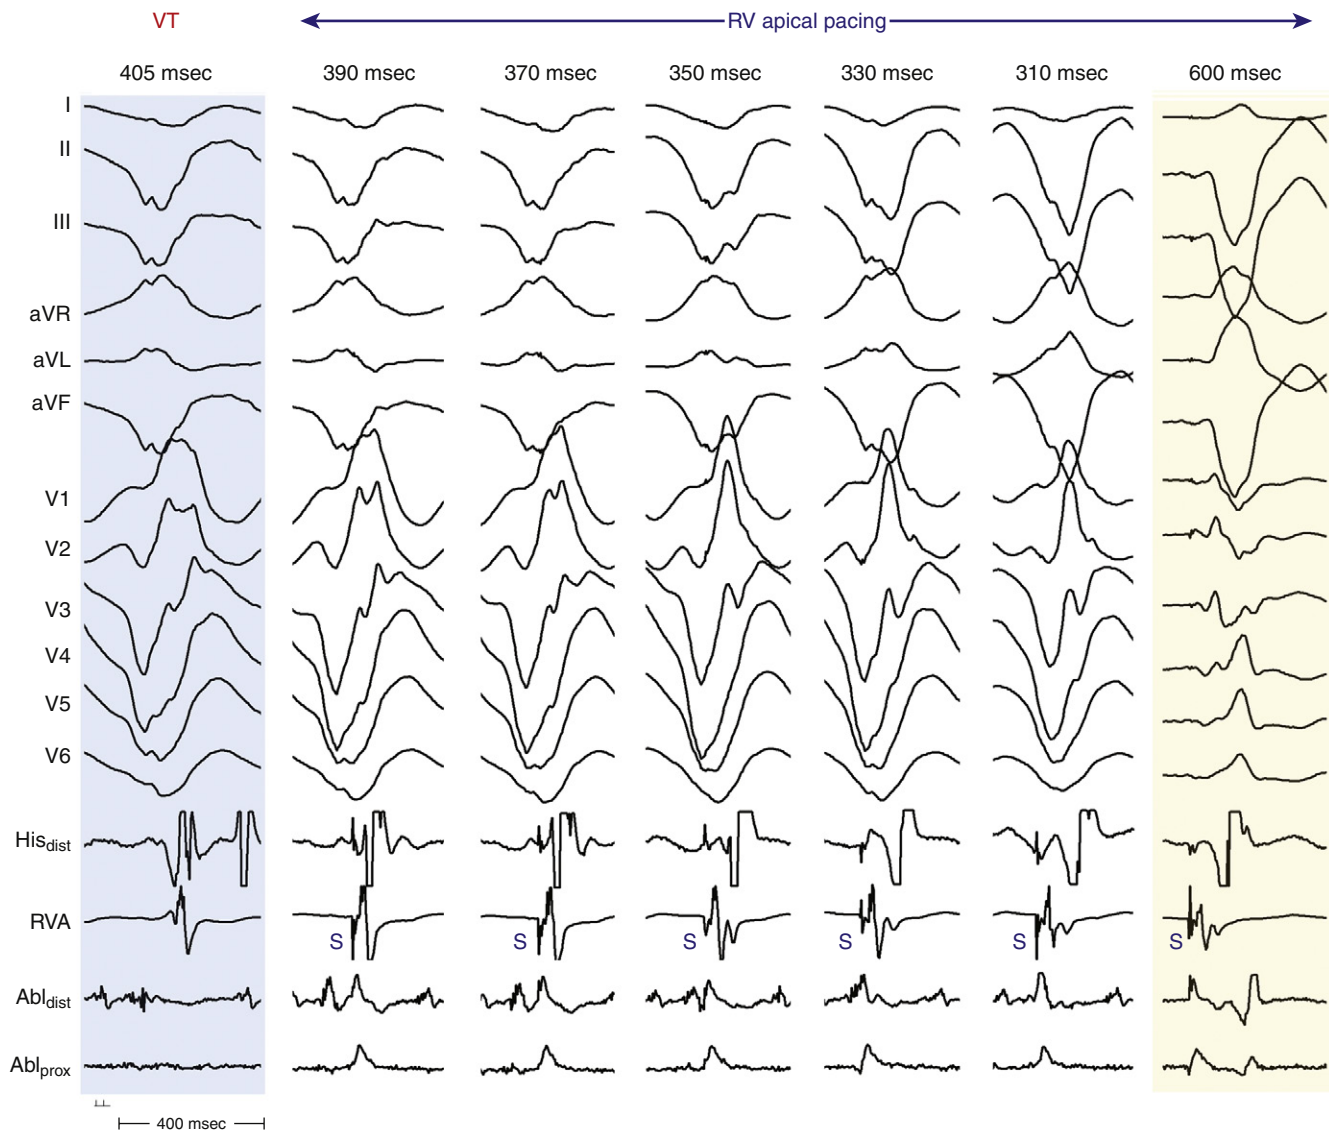 VT
RV apical pacing
405 msec 390 msec 370 msec 350 msec 330 msec 310 msec 600 msec
I
II
III
aVR
aVL
aVF
V1
V2
V3
V4
V5
V6
Hisdist
RVA
S S S S S S
Abldist
Ablprox
400 msec